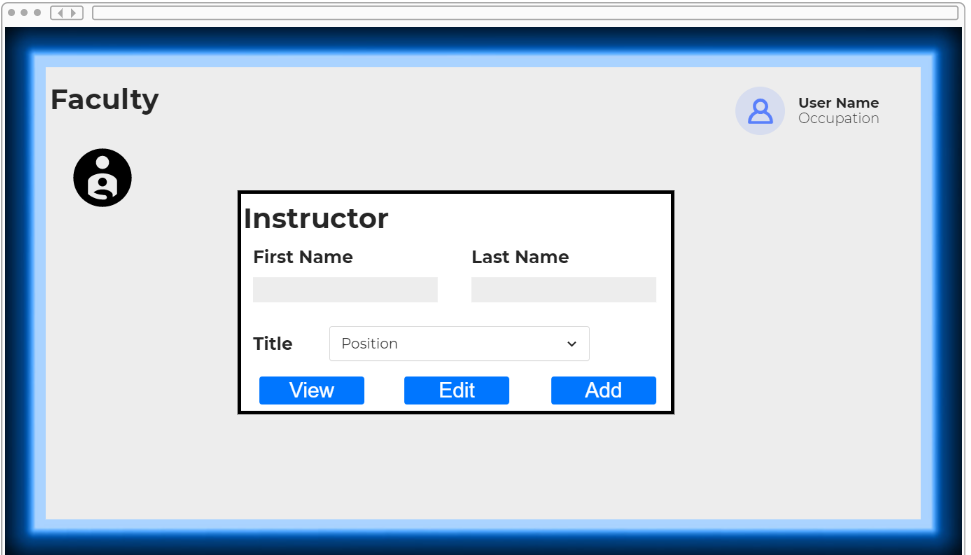 Faculty
User Name
Occupation
Instructor
First Name Last Name
Title Position
View Edit Add